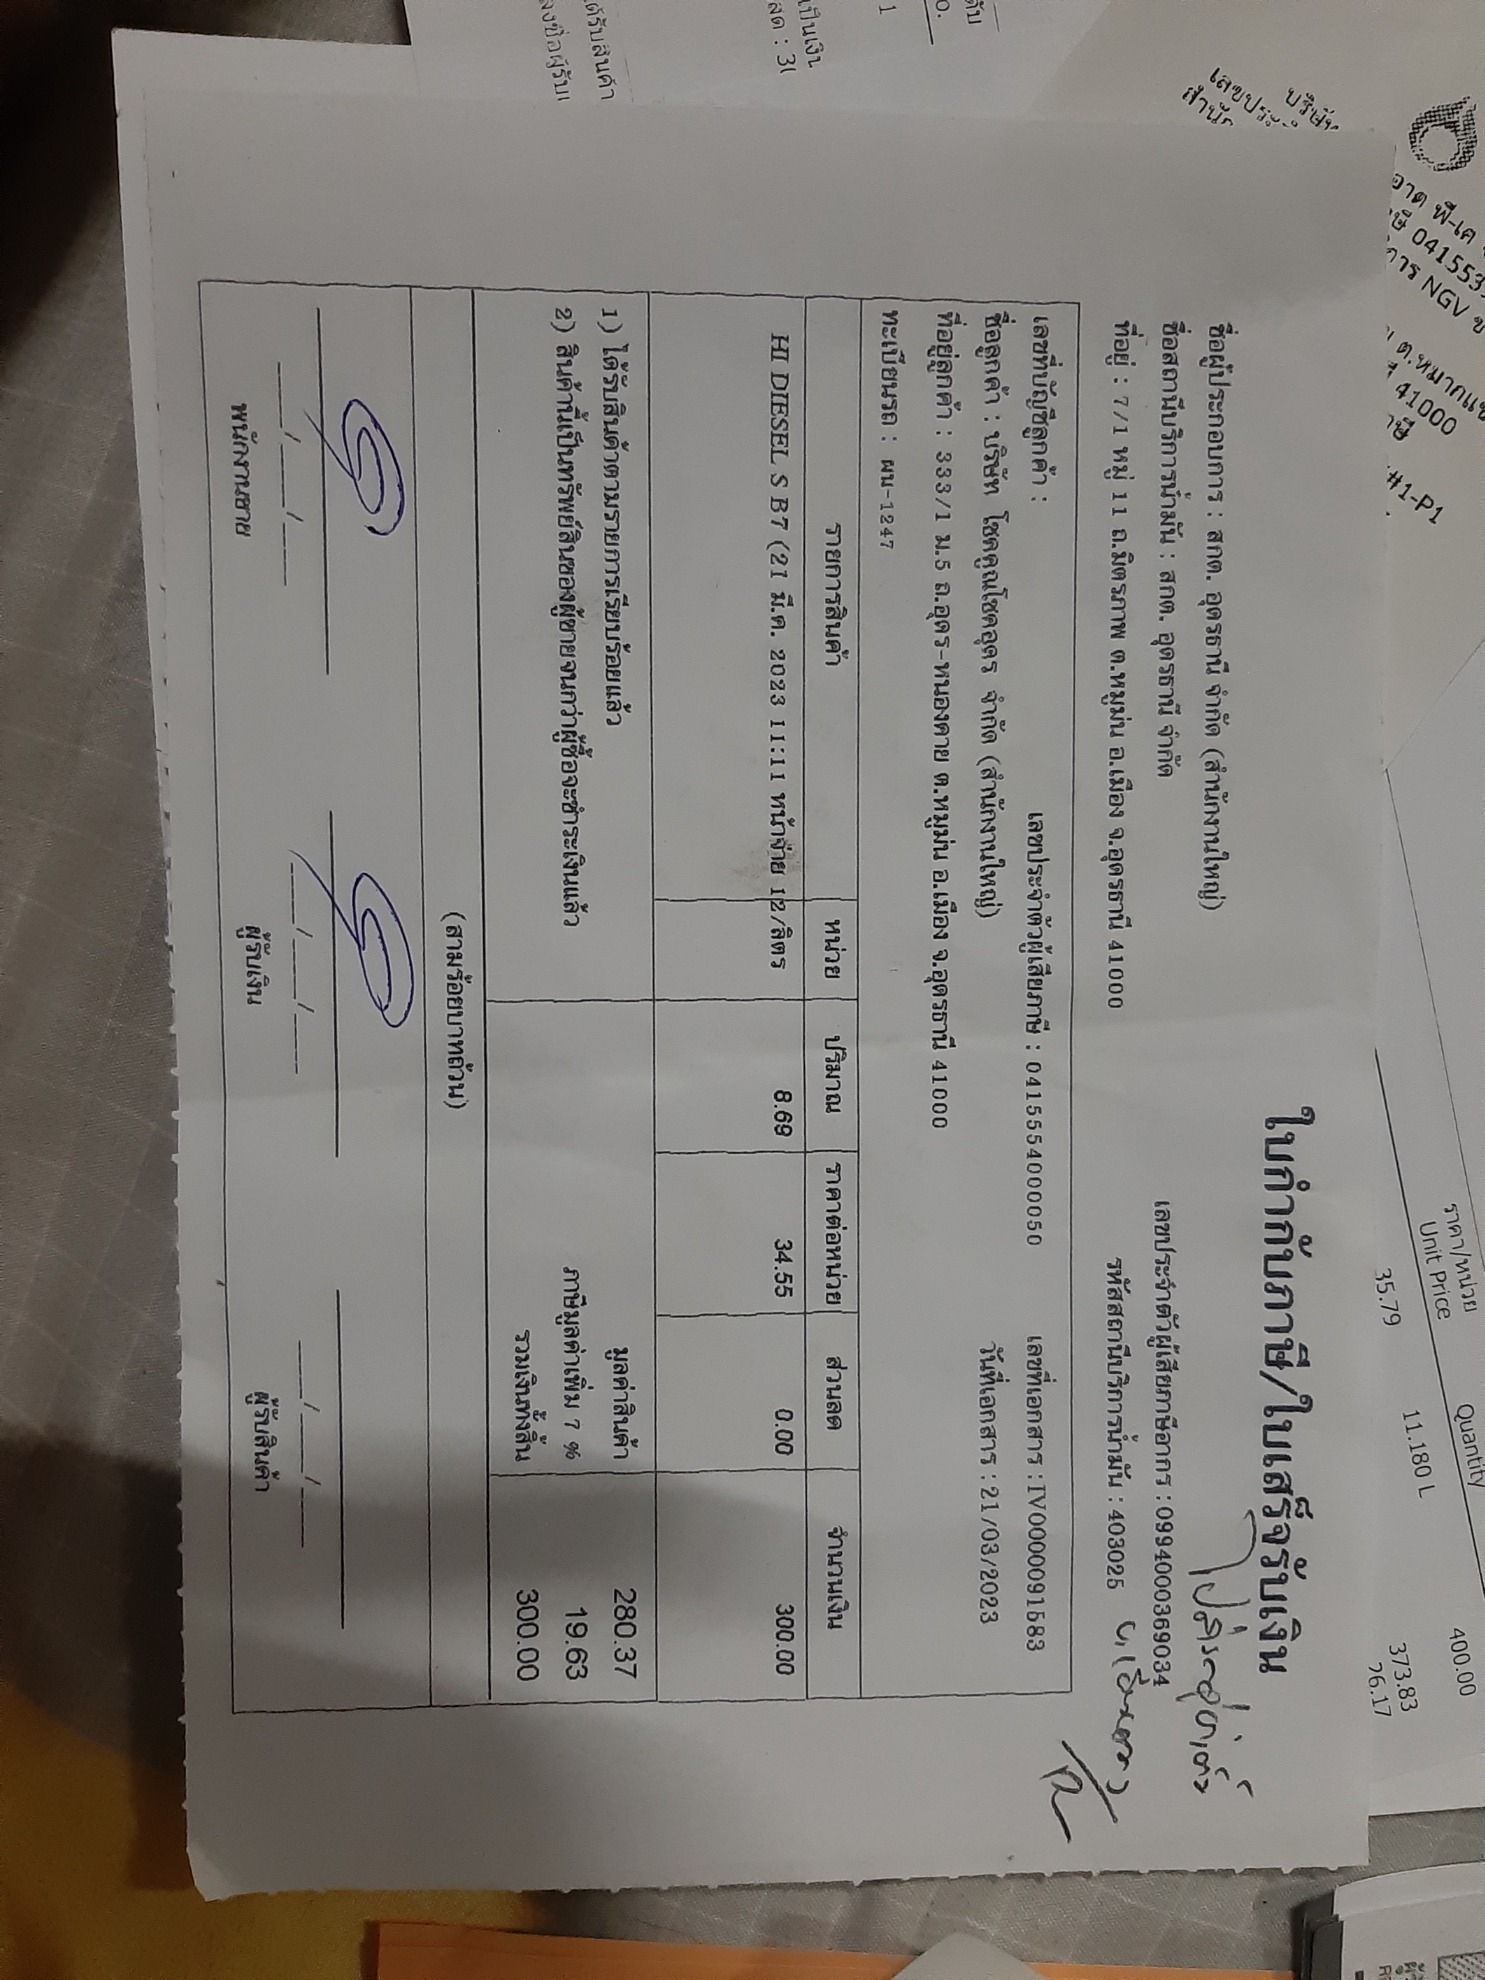 ใบกำกับภาษี/ใบเสร็จรับเงิน
ชื่อผู้ประกอบการ : สกต. อุดรธานี จำกัด (สำนักงานใหญ่)
เลขประจำตัวผู้เสียภาษีอากร : 0994000369034
ชื่อสถานีบริการน้ำมัน : สกต. อุดรธานี จำกัด
รหัสสถานีบริการน้ำมัน : 403025
ที่อยู่ : 7/1 หมู่ 11 ถ.มิตรภาพ ต.หมูม่น อ.เมือง จ.อุดรธานี 41000
เลขที่บัญชีลูกค้า : เลขประจำตัวผู้เสียภาษี : 0415554000050 เลขที่เอกสาร : IV0000091583
ชื่อลูกค้า : บริษัท โชคคูณโชคอุดร จำกัด (สำนักงานใหญ่) วันที่เอกสาร : 21/03/2023
ที่อยู่ลูกค้า : 333/1 ม.5 ถ.อุดร-หนองคาย ต.หมูม่น อ.เมือง จ.อุดรธานี 41000
ทะเบียนรถ : ผน-1247
รายการสินค้า หน่วย ปริมาณ ราคาต่อหน่วย ส่วนลด จำนวนเงิน
HI DIESEL S B7 (21 มี.ค. 2023 11:11 หน้าจ่าย 12/ลิตร 8.69 34.55 0.00 300.00
1) ได้รับสินค้าตามรายการเรียบร้อยแล้ว มูลค่าสินค้า 280.37
2) สินค้านี้เป็นทรัพย์สินของผู้ขายจนกว่าผู้ซื้อจะชำระเงินแล้ว ภาษีมูลค่าเพิ่ม 7 % 19.63
รวมเงินทั้งสิ้น 300.00
(สามร้อยบาทถ้วน)
___/___/___ ___/___/___ ___/___/___
พนักงานขาย ผู้รับเงิน ผู้รับสินค้า
ราคา/หน่วย
Unit Price Quantity
35.79 11.180 L 400.00
373.83
26.17
41000
#1-P1